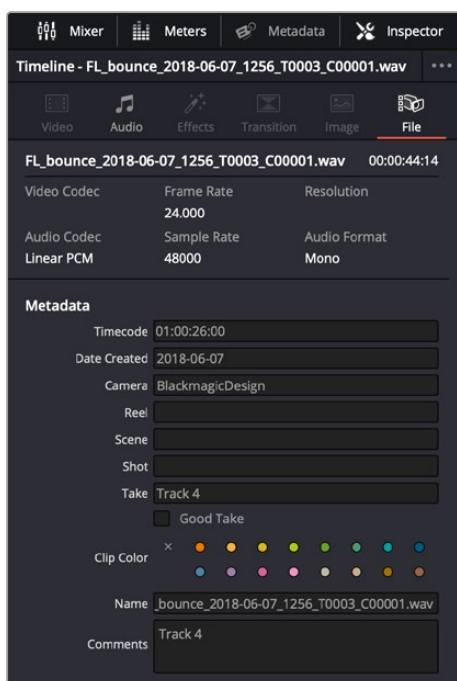 Mixer Meters Metadata Inspector
Timeline - FL_bounce_2018-06-07_1256_T0003_C00001.wav
Video Audio Effects Transition Image File
FL_bounce_2018-06-07_1256_T0003_C00001.wav 00:00:44:14
Video Codec Frame Rate Resolution
24.000
Audio Codec Sample Rate Audio Format
Linear PCM 48000 Mono
Metadata
Timecode 01:00:26:00
Date Created 2018-06-07
Camera BlackmagicDesign
Reel
Scene
Shot
Take Track 4
Good Take
Clip Color
Name _bounce_2018-06-07_1256_T0003_C00001.wav
Comments Track 4